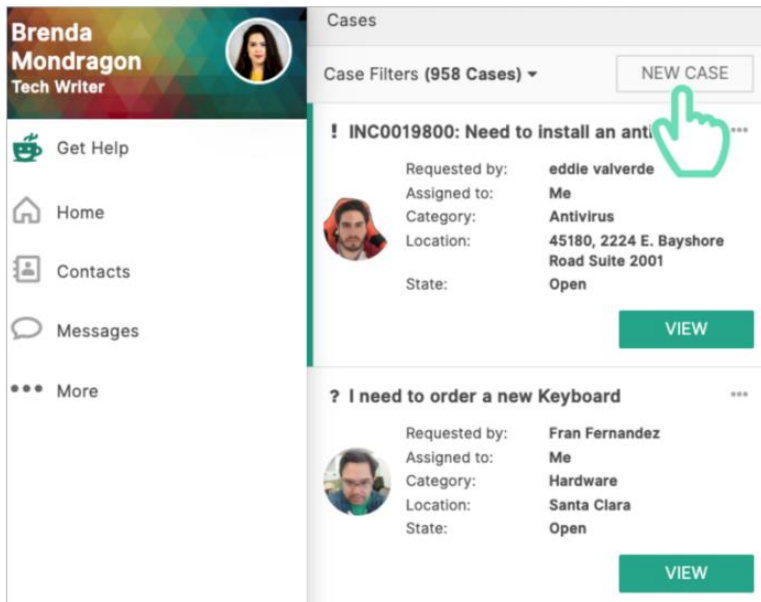 Brenda
Mondragon
Tech Writer
Get Help
Home
Contacts
Messages
More
Cases
Case Filters (958 Cases)
NEW CASE
! INC0019800: Need to install an
Requested by: eddie valverde
Assigned to: Me
Category: Antivirus
Location: 45180, 2224 E. Bayshore
Road Suite 2001
State: Open
VIEW
? I need to order a new Keyboard
Requested by: Fran Fernandez
Assigned to: Me
Category: Hardware
Location: Santa Clara
State: Open
VIEW